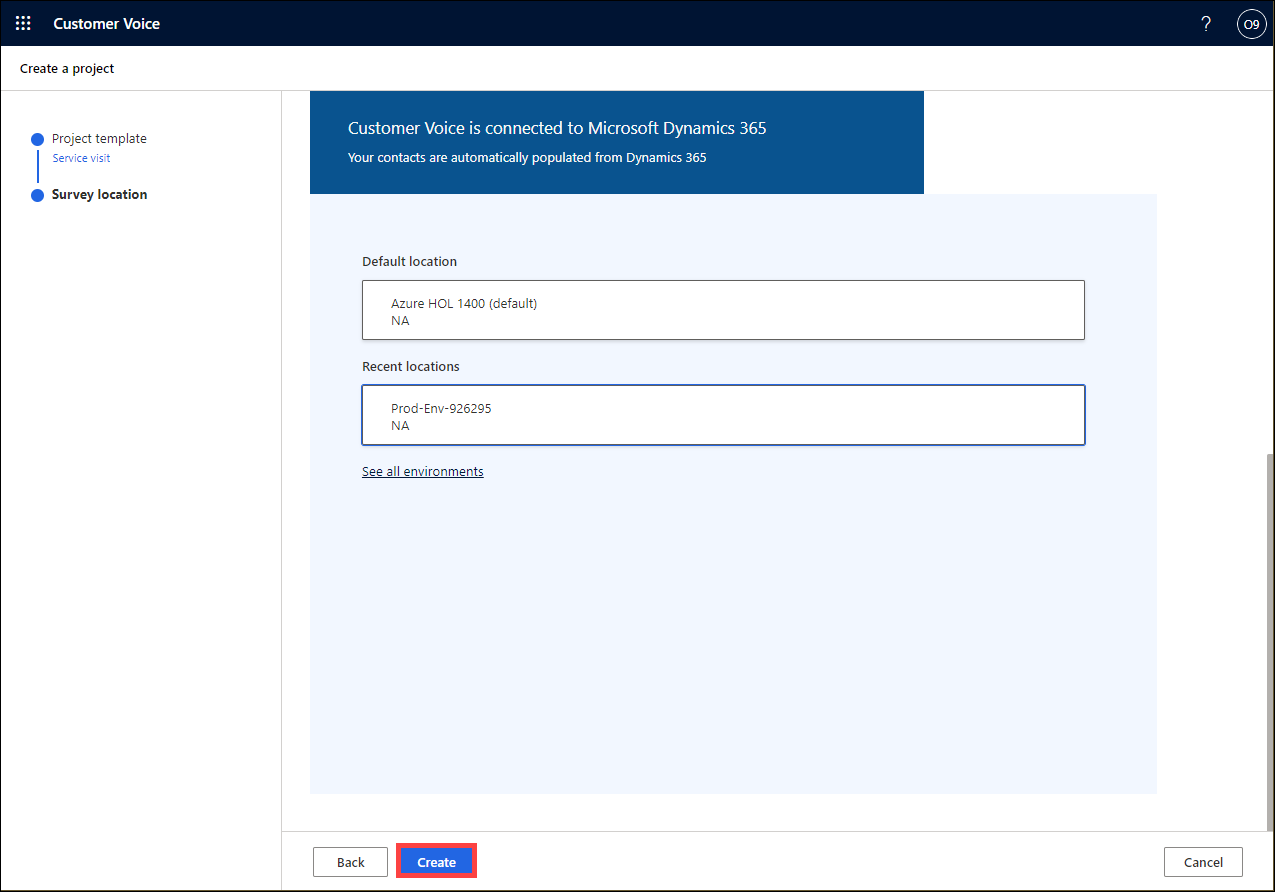 Customer Voice
?
O9
Create a project
Project template
Service visit
Survey location
Customer Voice is connected to Microsoft Dynamics 365
Your contacts are automatically populated from Dynamics 365
Default location
Azure HOL 1400 (default)
NA
Recent locations
Prod-Env-926295
NA
See all environments
Back
Create
Cancel